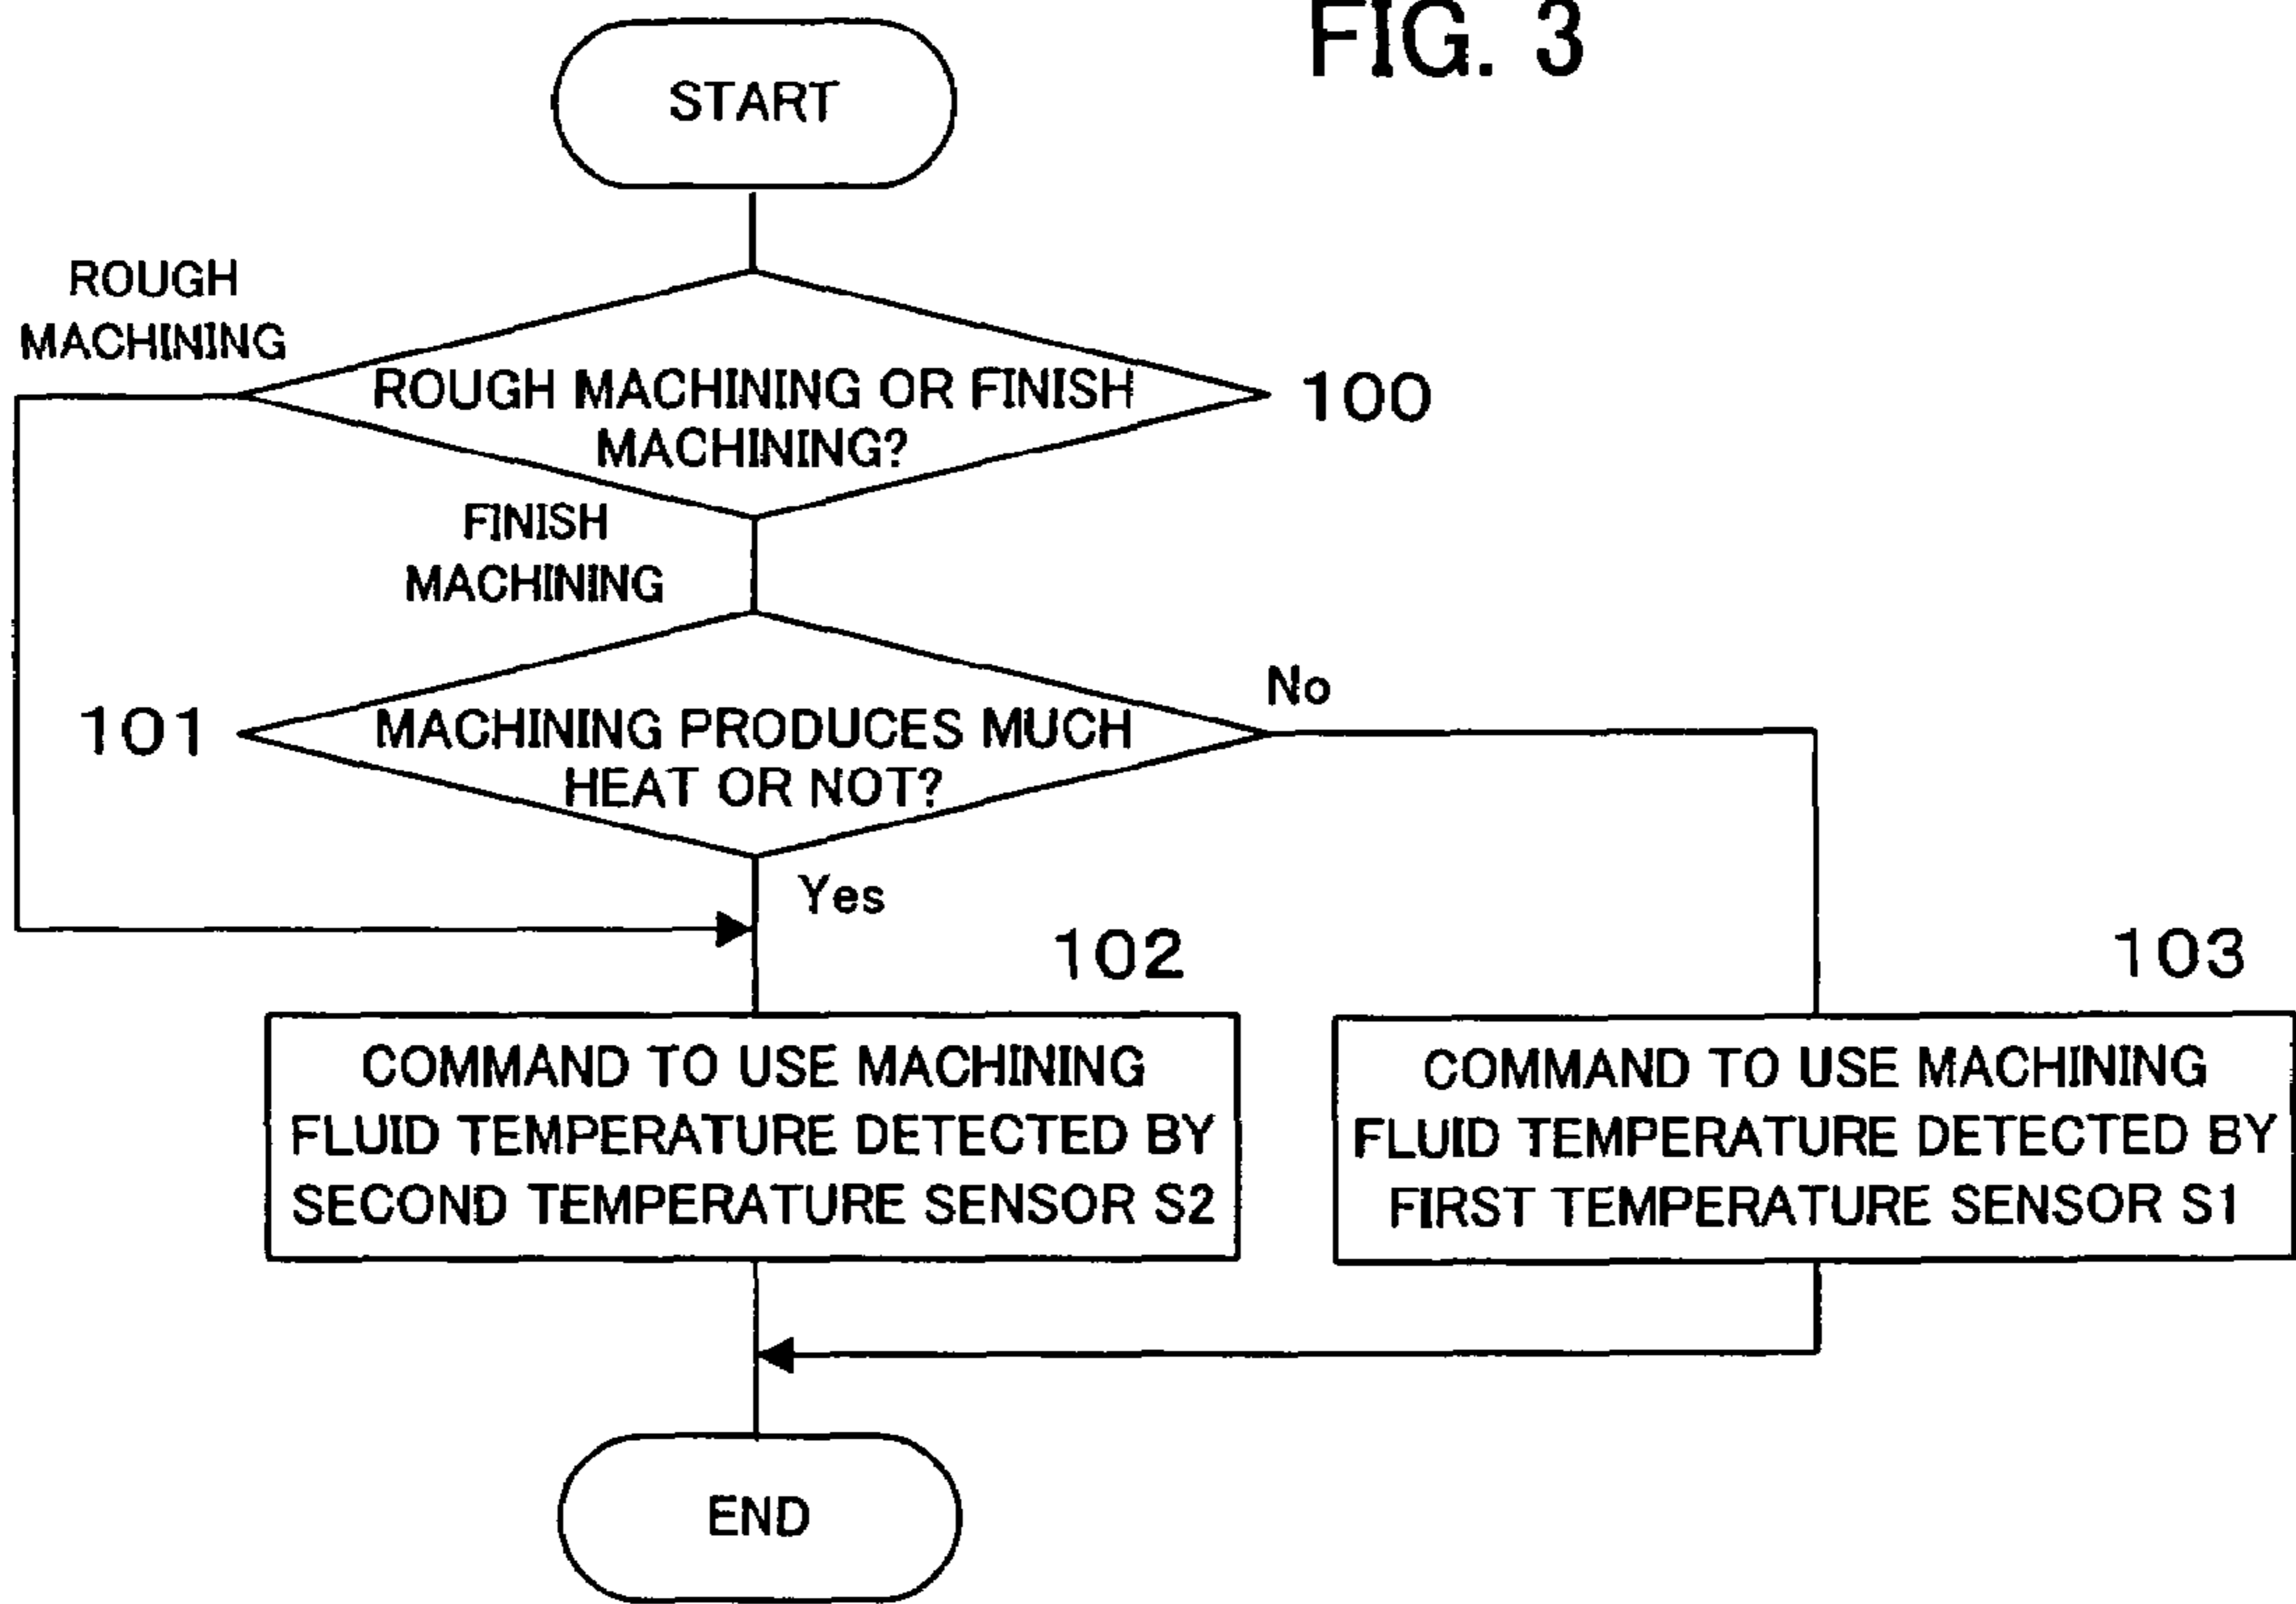 FIG. 3
START
ROUGH
MACHINING
ROUGH MACHINING OR FINISH
MACHINING?
100
FINISH
MACHINING
101
MACHINING PRODUCES MUCH
HEAT OR NOT?
No
Yes
102
103
COMMAND TO USE MACHINING
FLUID TEMPERATURE DETECTED BY
SECOND TEMPERATURE SENSOR S2
COMMAND TO USE MACHINING
FLUID TEMPERATURE DETECTED BY
FIRST TEMPERATURE SENSOR S1
END